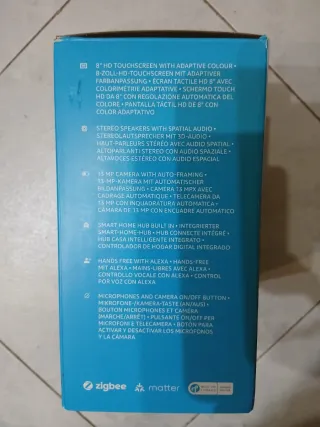 8" HD TOUCHSCREEN WITH ADAPTIVE COLOUR •
8-ZOLL-HD-TOUCHSCREEN MIT ADAPTIVER
FARBANPASSUNG • ÉCRAN TACTILE HD 8" AVEC
COLORIMÉTRIE ADAPTATIVE • SCHERMO TOUCH
HD DA 8" CON REGOLAZIONE AUTOMATICA DEL
COLORE • PANTALLA TÁCTIL HD DE 8" CON
COLOR ADAPTATIVO
STEREO SPEAKERS WITH SPATIAL AUDIO •
STEREOLAUTSPRECHER MIT 3D-AUDIO •
HAUT-PARLEURS STÉRÉO AVEC AUDIO SPATIAL •
ALTOPARLANTI STEREO CON AUDIO SPAZIALE •
ALTAVOCES ESTÉREO CON AUDIO ESPACIAL
13 MP CAMERA WITH AUTO-FRAMING •
13-MP-KAMERA MIT AUTOMATISCHER
BILDANPASSUNG • CAMÉRA 13 MPX AVEC
CADRAGE AUTOMATIQUE • TELECAMERA DA
13 MP CON INQUADRATURA AUTOMATICA •
CÁMARA DE 13 MP CON ENCUADRE AUTOMÁTICO
SMART HOME HUB BUILT IN • INTEGRIERTER
SMART-HOME-HUB • HUB CONNECTÉ INTÉGRÉ •
HUB CASA INTELLIGENTE INTEGRATO •
CONTROLADOR DE HOGAR DIGITAL INTEGRADO
HANDS-FREE WITH ALEXA • HANDS-FREE
MIT ALEXA • MAINS-LIBRES AVEC ALEXA •
CONTROLLO VOCALE CON ALEXA • CONTROL
POR VOZ CON ALEXA
MICROPHONES AND CAMERA ON/OFF BUTTON •
MIKROFONE-/KAMERA-TASTE (AN/AUS) •
BOUTON MICROPHONES ET CAMÉRA
(MARCHE/ARRÊT) • PULSANTE ON/OFF PER
MICROFONI E TELECAMERA • BOTÓN PARA
ACTIVAR Y DESACTIVAR LOS MICRÓFONOS
Y LA CÁMARA
zigbee
matter